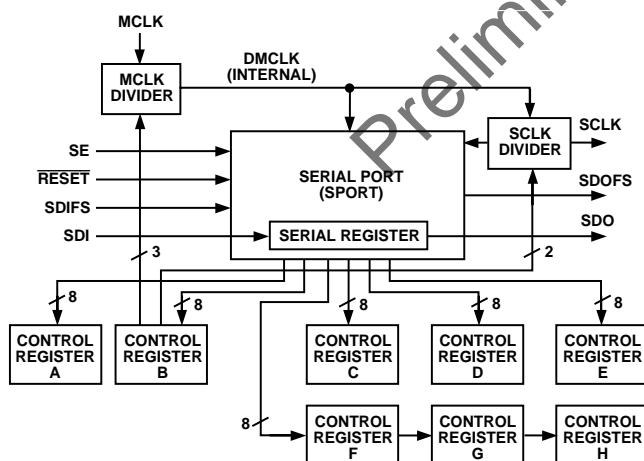 MCLK
MCLK
DIVIDER
DMCLK
(INTERNAL)
SCLK
DIVIDER
SCLK
SE
RESET
SDIFS
SDI
SERIAL PORT
(SPORT)
SERIAL REGISTER
SDOFS
SDO
3
2
8
8
8
8
8
CONTROL
REGISTER
A
CONTROL
REGISTER
B
CONTROL
REGISTER
C
CONTROL
REGISTER
D
CONTROL
REGISTER
E
8
CONTROL
REGISTER
F
CONTROL
REGISTER
G
CONTROL
REGISTER
H
Prelim